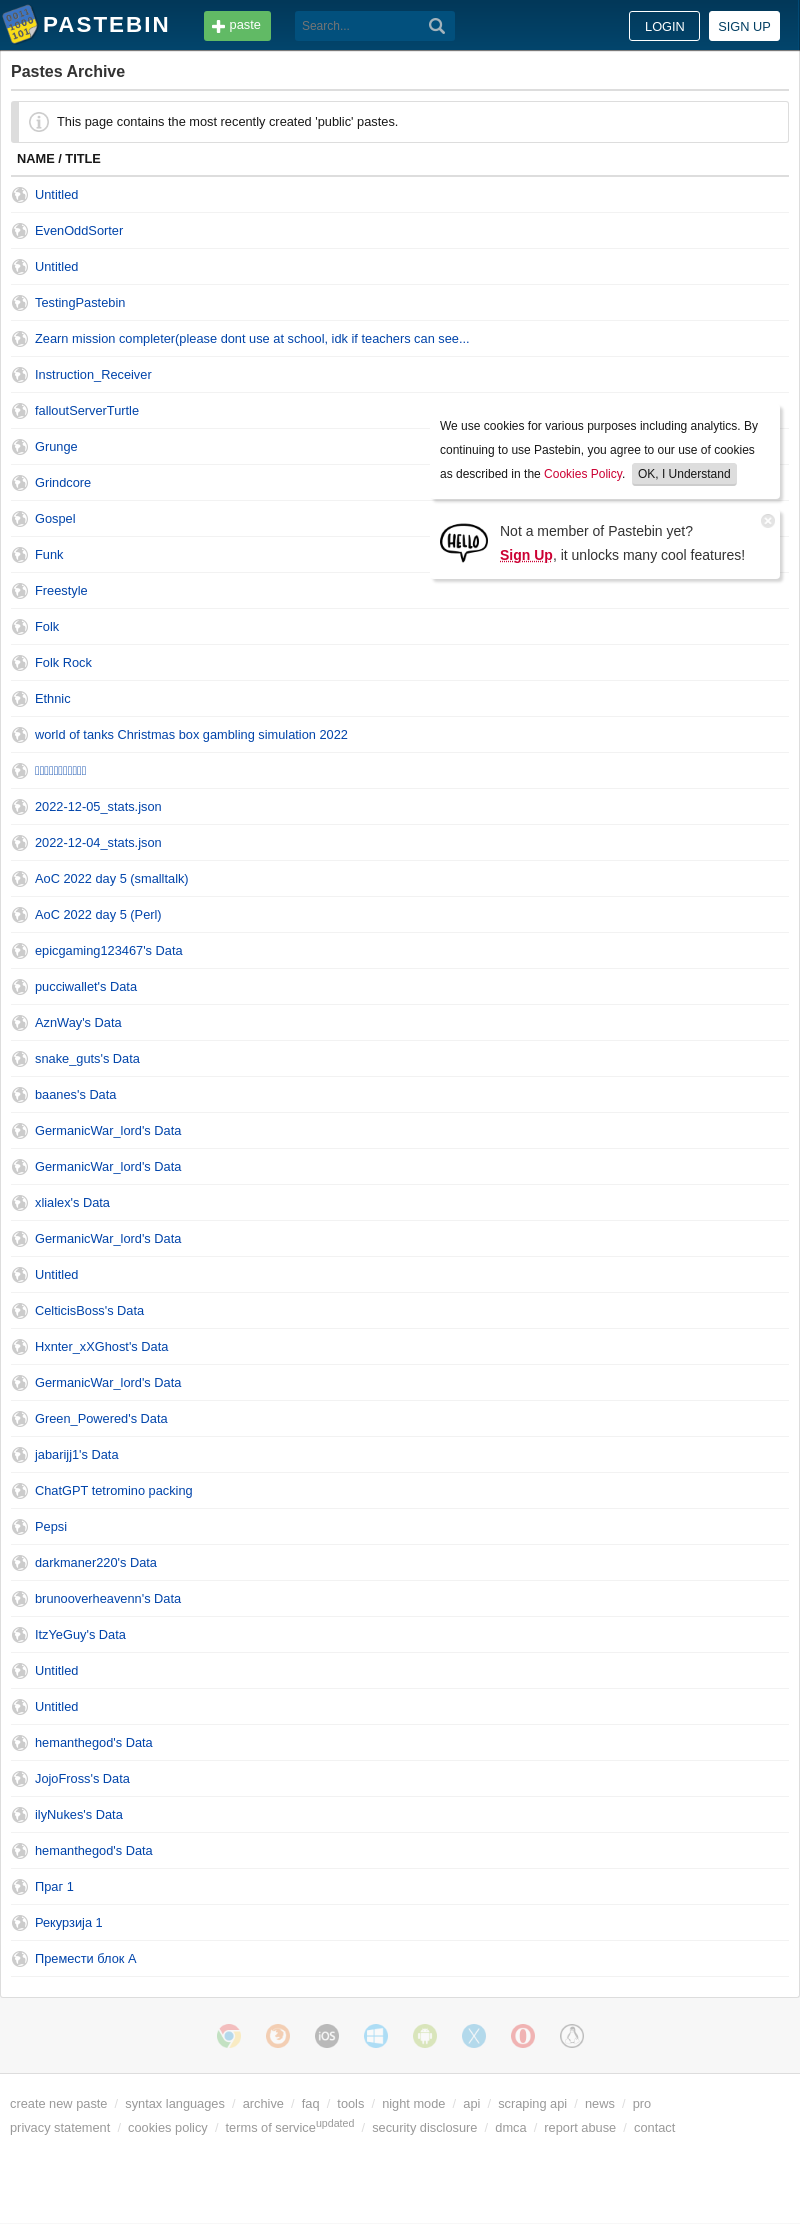 PASTEBIN
paste
Search...
LOGIN
SIGN UP
Pastes Archive
This page contains the most recently created 'public' pastes.
NAME / TITLE
Untitled
EvenOddSorter
Untitled
TestingPastebin
Zearn mission completer(please dont use at school, idk if teachers can see...
Instruction_Receiver
falloutServerTurtle
Grunge
Grindcore
Gospel
Funk
Freestyle
We use cookies for various purposes including analytics. By
continuing to use Pastebin, you agree to our use of cookies
as described in the Cookies Policy. OK, I Understand
HELLO
Not a member of Pastebin yet?
Sign Up, it unlocks many cool features!
Folk
Folk Rock
Ethnic
world of tanks Christmas box gambling simulation 2022
2022-12-05_stats.json
2022-12-04_stats.json
AoC 2022 day 5 (smalltalk)
AoC 2022 day 5 (Perl)
epicgaming123467's Data
pucciwallet's Data
AznWay's Data
snake_guts's Data
baanes's Data
GermanicWar_lord's Data
GermanicWar_lord's Data
xlialex's Data
GermanicWar_lord's Data
Untitled
CelticisBoss's Data
Hxnter_xXGhost's Data
GermanicWar_lord's Data
Green_Powered's Data
jabarijj1's Data
ChatGPT tetromino packing
Pepsi
darkmaner220's Data
brunooverheavenn's Data
ItzYeGuy's Data
Untitled
Untitled
hemanthegod's Data
JojoFross's Data
ilyNukes's Data
hemanthegod's Data
Праг 1
Рекурзија 1
Премести блок А
iOS
create new paste / syntax languages / archive / faq / tools / night mode / api / scraping api / news / pro
privacy statement / cookies policy / terms of service updated / security disclosure / dmca / report abuse / contact